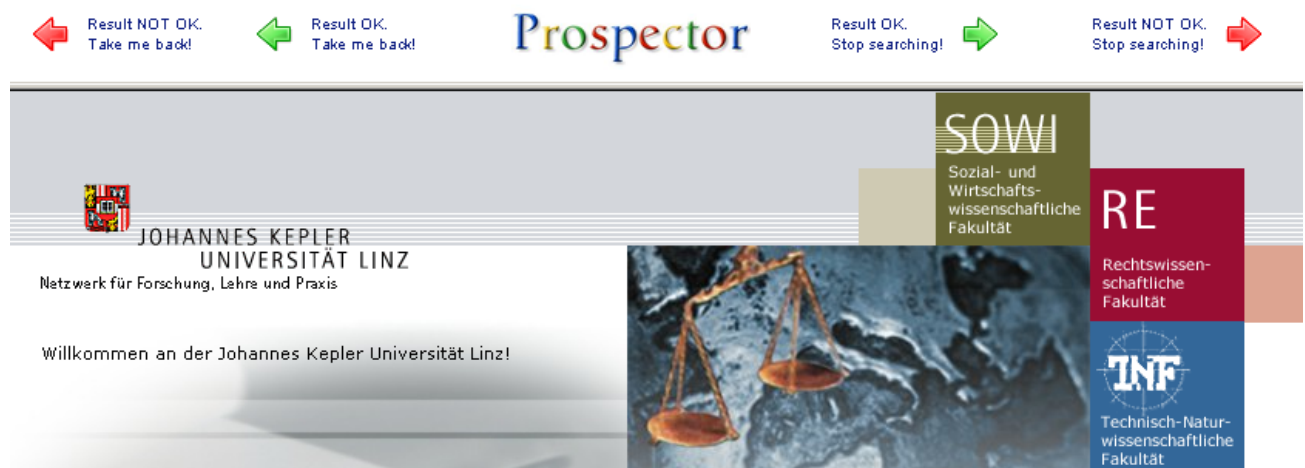 Result NOT OK.
Take me back!
Result OK.
Take me back!
Prospector
Result OK.
Stop searching!
Result NOT OK.
Stop searching!
SOWI
Sozial- und
Wirtschafts-
wissenschaftliche
Fakultät
RE
Rechtswissen-
schaftliche
Fakultät
JOHANNES KEPLER
UNIVERSITÄT LINZ
Netzwerk für Forschung, Lehre und Praxis
Willkommen an der Johannes Kepler Universität Linz!
TNF
Technisch-Natur-
wissenschaftliche
Fakultät